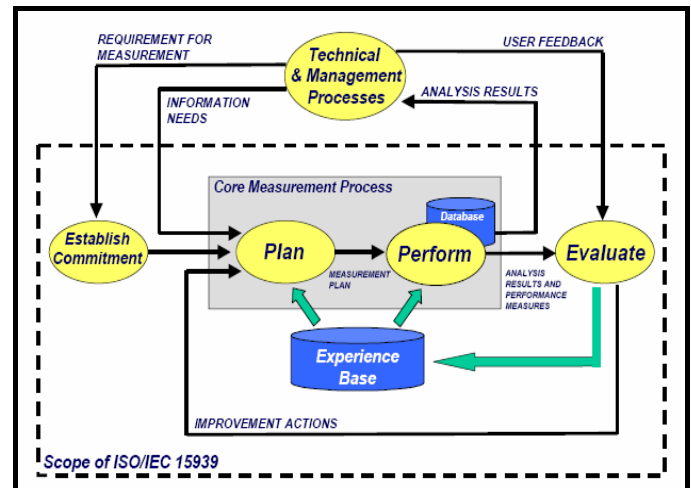 REQUIREMENT FOR
MEASUREMENT
Technical
& Management
Processes
USER FEEDBACK
INFORMATION
NEEDS
ANALYSIS RESULTS
Core Measurement Process
Database
Establish
Commitment
Plan
Perform
Evaluate
MEASUREMENT
PLAN
ANALYSIS
RESULTS AND
PERFORMANCE
MEASURES
Experience
Base
IMPROVEMENT ACTIONS
Scope of ISO/IEC 15939